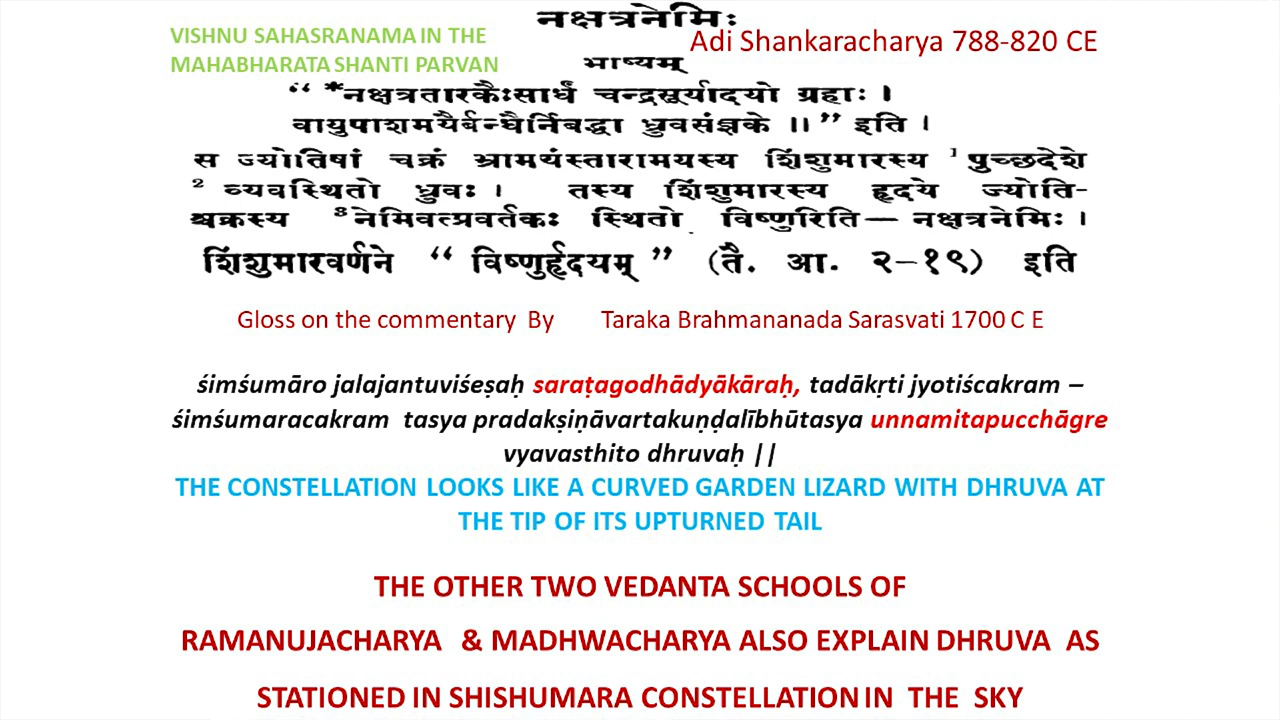 नक्षत्रनेमिः
VISHNU SAHASRANAMA IN THE
MAHABHARATA SHANTI PARVAN
Adi Shankaracharya 788-820 CE
भाष्यम्
“ *नक्षत्रतारकैःसार्धं चन्द्रसूर्यादयो ग्रहाः ।
वायुपाशमयैर्बन्धैर्निबद्धा ध्रुवसंज्ञके ।।” इति ।
स ज्योतिषां चक्रं भ्रामयंस्तारामयस्य शिंशुमारस्य ¹ पुच्छदेशे
² व्यवस्थितो ध्रुवः । तस्य शिंशुमारस्य हृदये ज्योति-
श्चक्रस्य ³नेमिवत्प्रवर्तकः स्थितो विष्णुरिति— नक्षत्रनेमिः ।
शिंशुमारवर्णने “ विष्णुर्हृदयम् ” (तै. आ. २-१९) इति
Gloss on the commentary By Taraka Brahmananada Sarasvati 1700 C E
śimśumāro jalajantuviśeṣaḥ saraṭagodhādyākāraḥ, tadākṛti jyotiścakram –
śimśumaracakram tasya pradakṣiṇāvartakuṇḍalībhūtasya unnamitapucchāgre
vyavasthito dhruvaḥ ||
THE CONSTELLATION LOOKS LIKE A CURVED GARDEN LIZARD WITH DHRUVA AT
THE TIP OF ITS UPTURNED TAIL
THE OTHER TWO VEDANTA SCHOOLS OF
RAMANUJACHARYA & MADHWACHARYA ALSO EXPLAIN DHRUVA AS
STATIONED IN SHISHUMARA CONSTELLATION IN THE SKY